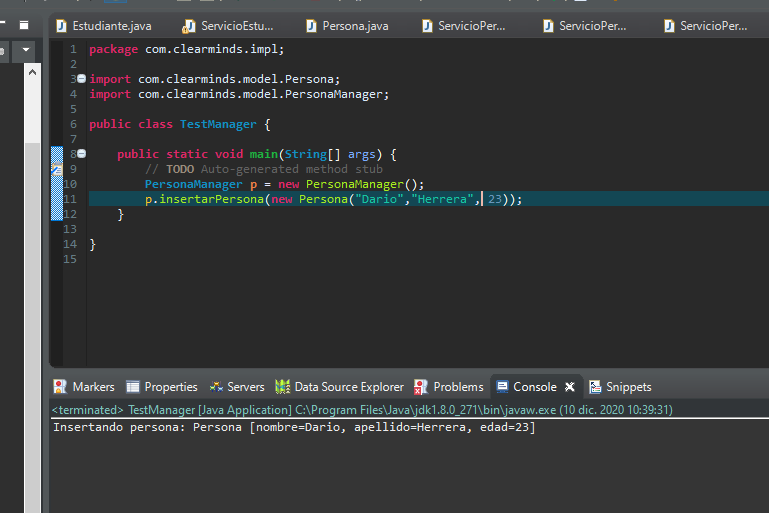 Estudiante.java ServicioEstu... Persona.java ServicioPer... ServicioPer... ServicioPer...
1 package com.clearminds.impl;
2
3 import com.clearminds.model.Persona;
4 import com.clearminds.model.PersonaManager;
5
6 public class TestManager {
7
8 public static void main(String[] args) {
9 // TODO Auto-generated method stub
10 PersonaManager p = new PersonaManager();
11 p.insertarPersona(new Persona("Dario","Herrera", 23));
12 }
13
14 }
15
Markers Properties Servers Data Source Explorer Problems Console Snippets
<terminated> TestManager [Java Application] C:\Program Files\Java\jdk1.8.0_271\bin\javaw.exe (10 dic. 2020 10:39:31)
Insertando persona: Persona [nombre=Dario, apellido=Herrera, edad=23]